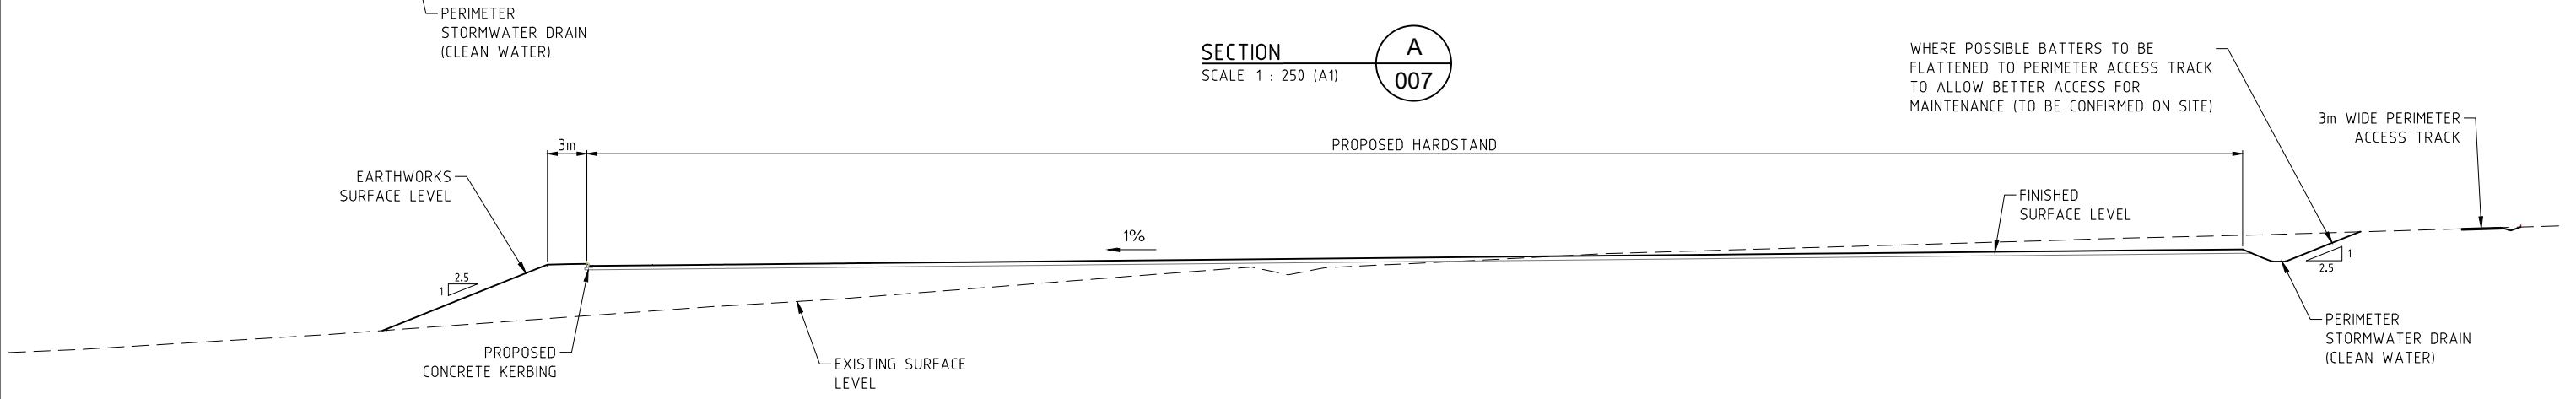 PERIMETER
STORMWATER DRAIN
(CLEAN WATER)
SECTION
SCALE 1 : 250 (A1)
A
007
WHERE POSSIBLE BATTERS TO BE
FLATTENED TO PERIMETER ACCESS TRACK
TO ALLOW BETTER ACCESS FOR
MAINTENANCE (TO BE CONFIRMED ON SITE)
3m WIDE PERIMETER
ACCESS TRACK
3m
PROPOSED HARDSTAND
EARTHWORKS
SURFACE LEVEL
FINISHED
SURFACE LEVEL
1%
2.5
1
1
2.5
PROPOSED
CONCRETE KERBING
EXISTING SURFACE
LEVEL
PERIMETER
STORMWATER DRAIN
(CLEAN WATER)